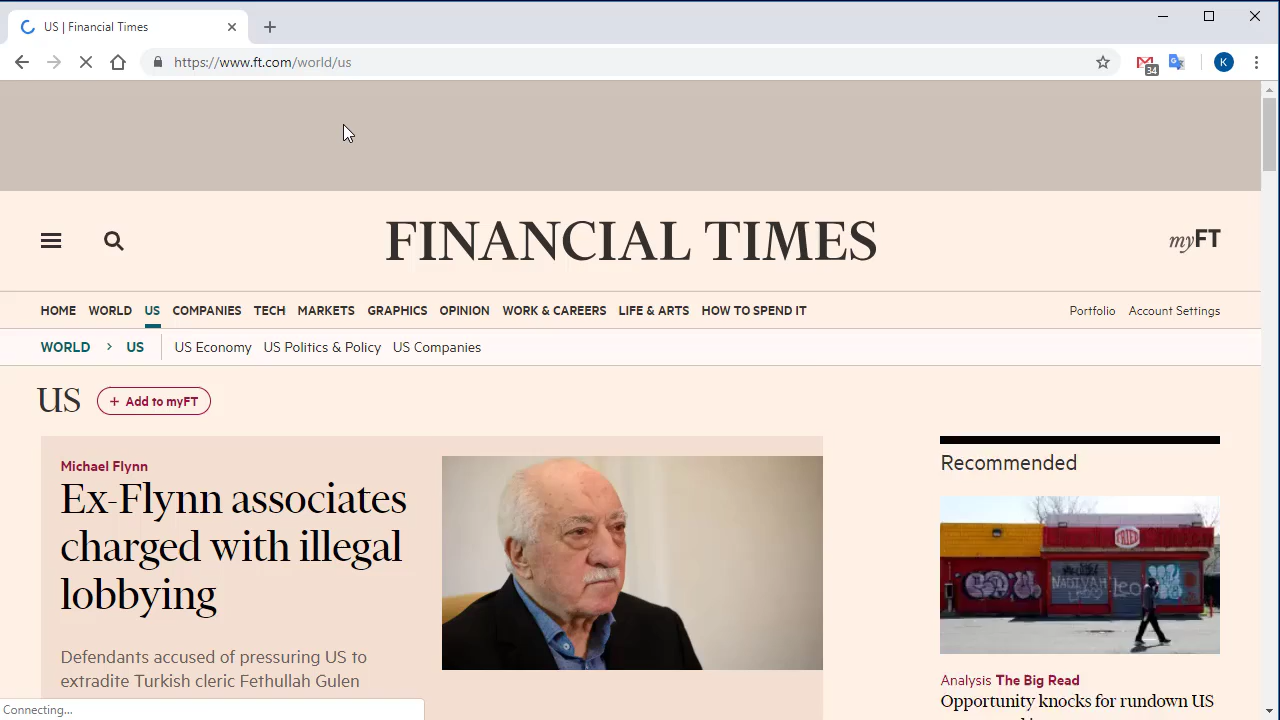 US | Financial Times
https://www.ft.com/world/us
34
K
FINANCIAL TIMES
myFT
HOME WORLD US COMPANIES TECH MARKETS GRAPHICS OPINION WORK & CAREERS LIFE & ARTS HOW TO SPEND IT Portfolio Account Settings
WORLD > US US Economy US Politics & Policy US Companies
US + Add to myFT
Michael Flynn
Ex-Flynn associates
charged with illegal
lobbying
Defendants accused of pressuring US to
extradite Turkish cleric Fethullah Gulen
Recommended
Analysis The Big Read
Opportunity knocks for rundown US
Connecting...